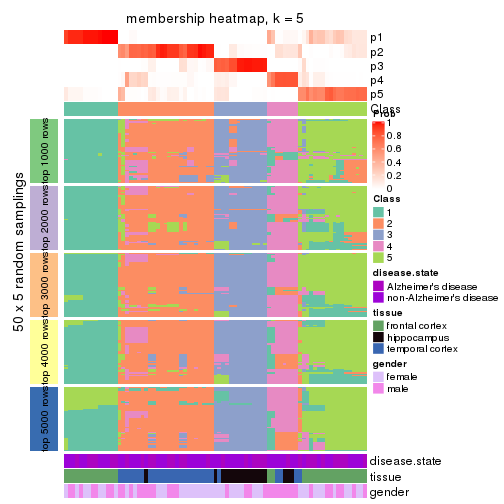 membership heatmap, k = 5
p1
p2
p3
p4
p5
Class
50 x 5 random samplings
top 1000 rows
top 2000 rows
top 3000 rows
top 4000 rows
top 5000 rows
Prob
1
0.8
0.6
0.4
0.2
0
Class
1
2
3
4
5
disease.state
Alzheimer's disease
non-Alzheimer's disease
tissue
frontal cortex
hippocampus
temporal cortex
gender
female
male
disease.state
tissue
gender